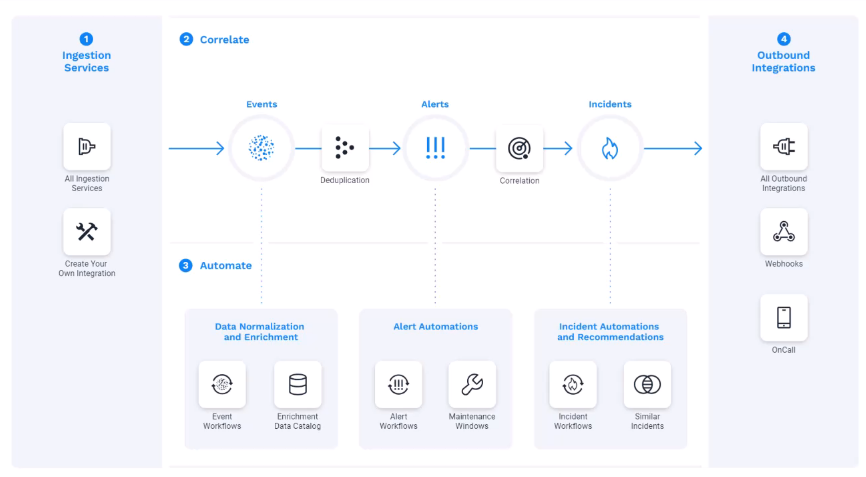 1
Ingestion
Services
All Ingestion
Services
Create Your
Own Integration
2 Correlate
Events
Alerts
Incidents
Deduplication
Correlation
3 Automate
Data Normalization
and Enrichment
Event
Workflows
Enrichment
Data Catalog
Alert Automations
Alert
Workflows
Maintenance
Windows
Incident Automations
and Recommendations
Incident
Workflows
Similar
Incidents
4
Outbound
Integrations
All Outbound
Integrations
Webhooks
OnCall